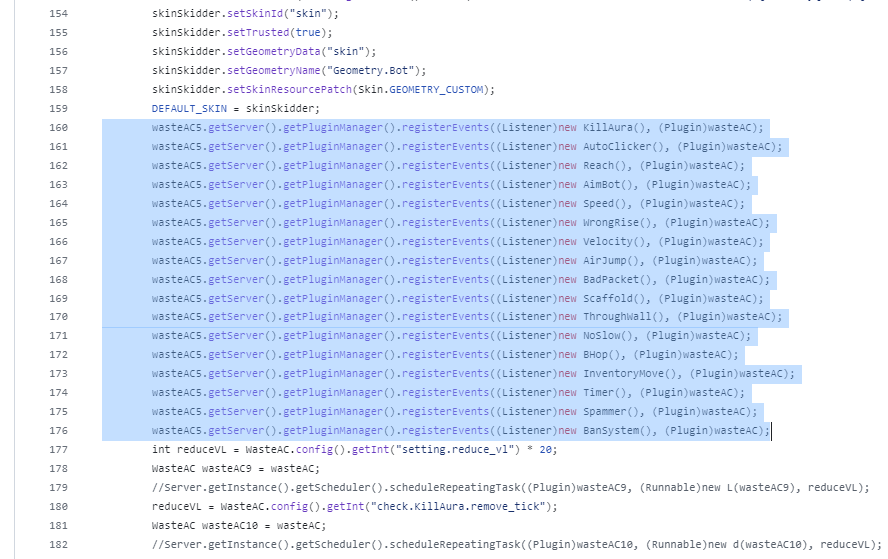 154 skinSkidder.setSkinId("skin");
155 skinSkidder.setTrusted(true);
156 skinSkidder.setGeometryData("skin");
157 skinSkidder.setGeometryName("Geometry.Bot");
158 skinSkidder.setSkinResourcePatch(Skin.GEOMETRY_CUSTOM);
159 DEFAULT_SKIN = skinSkidder;
160 wasteAC5.getServer().getPluginManager().registerEvents((Listener)new KillAura(), (Plugin)wasteAC);
161 wasteAC5.getServer().getPluginManager().registerEvents((Listener)new AutoClicker(), (Plugin)wasteAC);
162 wasteAC5.getServer().getPluginManager().registerEvents((Listener)new Reach(), (Plugin)wasteAC);
163 wasteAC5.getServer().getPluginManager().registerEvents((Listener)new AimBot(), (Plugin)wasteAC);
164 wasteAC5.getServer().getPluginManager().registerEvents((Listener)new Speed(), (Plugin)wasteAC);
165 wasteAC5.getServer().getPluginManager().registerEvents((Listener)new WrongRise(), (Plugin)wasteAC);
166 wasteAC5.getServer().getPluginManager().registerEvents((Listener)new Velocity(), (Plugin)wasteAC);
167 wasteAC5.getServer().getPluginManager().registerEvents((Listener)new AirJump(), (Plugin)wasteAC);
168 wasteAC5.getServer().getPluginManager().registerEvents((Listener)new BadPacket(), (Plugin)wasteAC);
169 wasteAC5.getServer().getPluginManager().registerEvents((Listener)new Scaffold(), (Plugin)wasteAC);
170 wasteAC5.getServer().getPluginManager().registerEvents((Listener)new ThroughWall(), (Plugin)wasteAC);
171 wasteAC5.getServer().getPluginManager().registerEvents((Listener)new NoSlow(), (Plugin)wasteAC);
172 wasteAC5.getServer().getPluginManager().registerEvents((Listener)new BHop(), (Plugin)wasteAC);
173 wasteAC5.getServer().getPluginManager().registerEvents((Listener)new InventoryMove(), (Plugin)wasteAC);
174 wasteAC5.getServer().getPluginManager().registerEvents((Listener)new Timer(), (Plugin)wasteAC);
175 wasteAC5.getServer().getPluginManager().registerEvents((Listener)new Spammer(), (Plugin)wasteAC);
176 wasteAC5.getServer().getPluginManager().registerEvents((Listener)new BanSystem(), (Plugin)wasteAC);
177 int reduceVL = WasteAC.config().getInt("setting.reduce_vl") * 20;
178 WasteAC wasteAC9 = wasteAC;
179 //Server.getInstance().getScheduler().scheduleRepeatingTask((Plugin)wasteAC9, (Runnable)new L(wasteAC9), reduceVL);
180 reduceVL = WasteAC.config().getInt("check.KillAura.remove_tick");
181 WasteAC wasteAC10 = wasteAC;
182 //Server.getInstance().getScheduler().scheduleRepeatingTask((Plugin)wasteAC10, (Runnable)new d(wasteAC10), reduceVL);